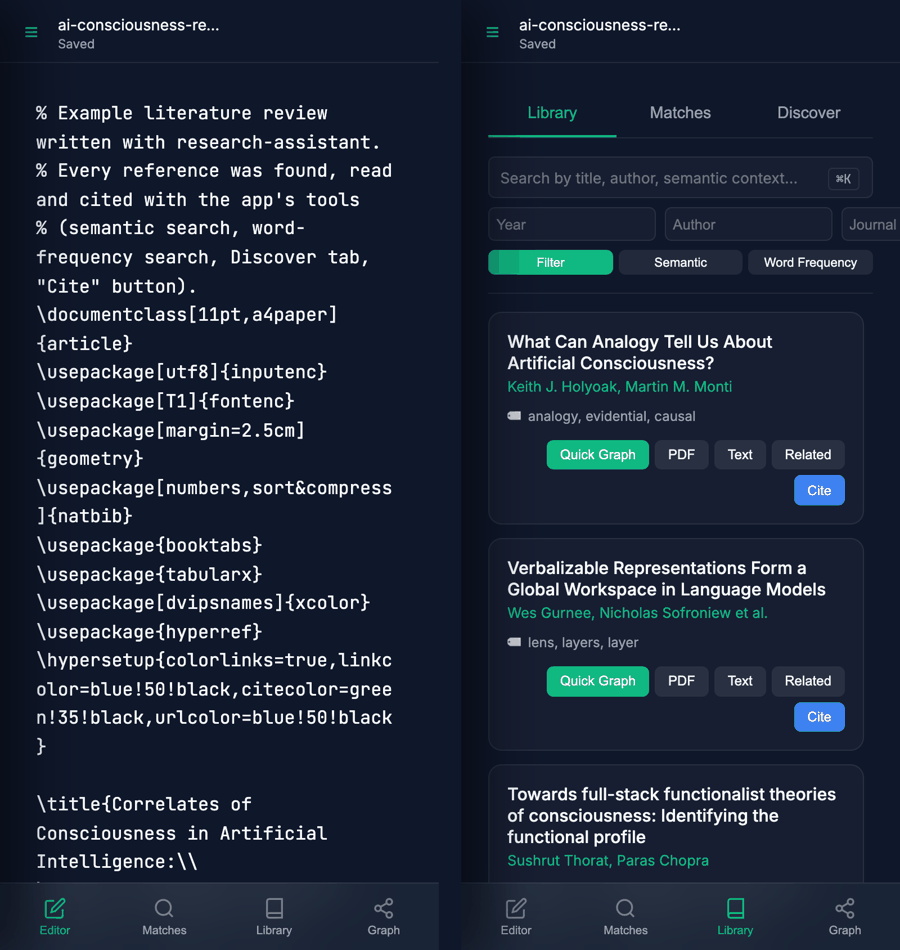 ai-consciousness-re...
Saved
% Example literature review
written with research-assistant.
% Every reference was found, read
and cited with the app's tools
% (semantic search, word-
frequency search, Discover tab,
"Cite" button).
\documentclass[11pt,a4paper]
{article}
\usepackage[utf8]{inputenc}
\usepackage[T1]{fontenc}
\usepackage[margin=2.5cm]
{geometry}
\usepackage[numbers,sort&compress
]{natbib}
\usepackage{booktabs}
\usepackage{tabularx}
\usepackage[dvipsnames]{xcolor}
\usepackage{hyperref}
\hypersetup{colorlinks=true,linkc
olor=blue!50!black,citecolor=gree
n!35!black,urlcolor=blue!50!black
}
\title{Correlates of
Consciousness in Artificial
Intelligence:\\
Editor
Matches
Library
Graph
ai-consciousness-re...
Saved
Library Matches Discover
Search by title, author, semantic context... ⌘K
Year Author Journal
Filter Semantic Word Frequency
What Can Analogy Tell Us About
Artificial Consciousness?
Keith J. Holyoak, Martin M. Monti
analogy, evidential, causal
Quick Graph PDF Text Related
Cite
Verbalizable Representations Form a
Global Workspace in Language Models
Wes Gurnee, Nicholas Sofroniew et al.
lens, layers, layer
Quick Graph PDF Text Related
Cite
Towards full-stack functionalist theories
of consciousness: Identifying the
functional profile
Sushrut Thorat, Paras Chopra
Editor
Matches
Library
Graph